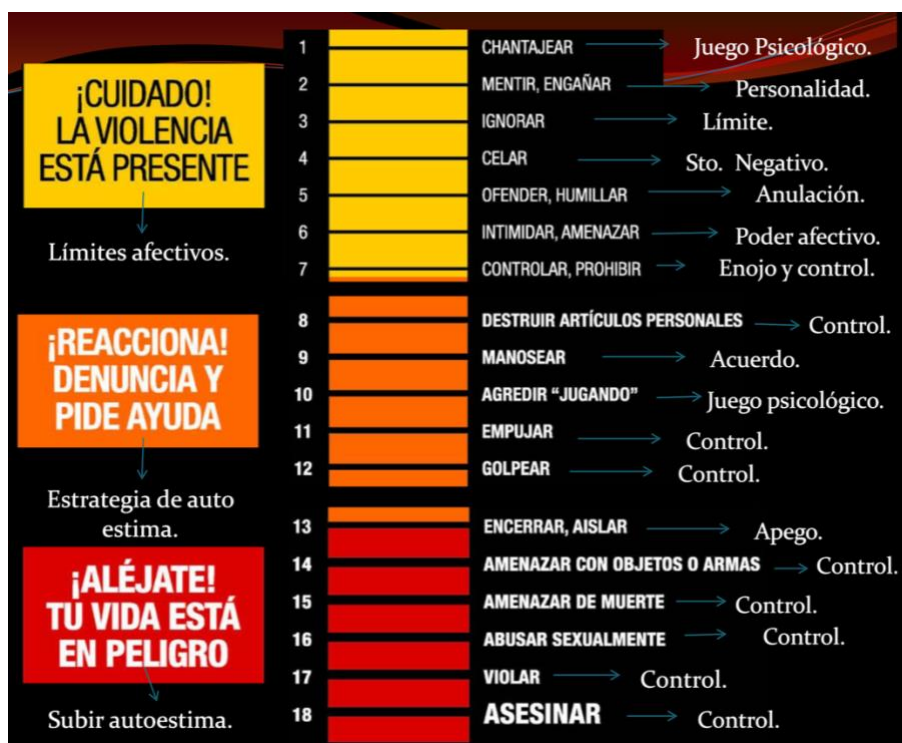 ¡CUIDADO!
LA VIOLENCIA
ESTÁ PRESENTE
Límites afectivos.
1 CHANTAJEAR Juego Psicológico.
2 MENTIR, ENGAÑAR Personalidad.
3 IGNORAR Límite.
4 CELAR Sto. Negativo.
5 OFENDER, HUMILLAR Anulación.
6 INTIMIDAR, AMENAZAR Poder afectivo.
7 CONTROLAR, PROHIBIR Enojo y control.
¡REACCIONA!
DENUNCIA Y
PIDE AYUDA
Estrategia de auto
estima.
8 DESTRUIR ARTÍCULOS PERSONALES Control.
9 MANOSEAR Acuerdo.
10 AGREDIR “JUGANDO” Juego psicológico.
11 EMPUJAR Control.
12 GOLPEAR Control.
¡ALÉJATE!
TU VIDA ESTÁ
EN PELIGRO
Subir autoestima.
13 ENCERRAR, AISLAR Apego.
14 AMENAZAR CON OBJETOS O ARMAS Control.
15 AMENAZAR DE MUERTE Control.
16 ABUSAR SEXUALMENTE Control.
17 VIOLAR Control.
18 ASESINAR Control.